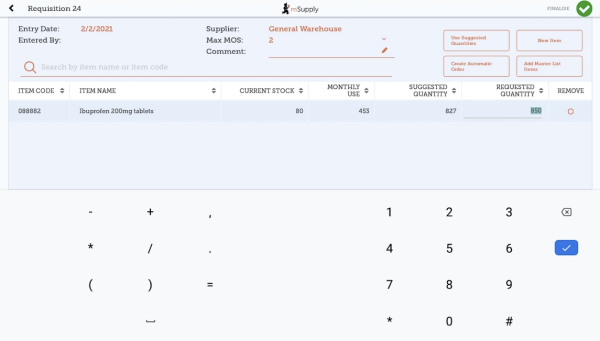 Requisition 24
mSupply
FINALISE
Entry Date: 2/2/2021
Entered By:
Supplier: General Warehouse
Max MOS: 2
Comment:
Use Suggested Quantities
New Item
Create Automatic Order
Add Master List Items
Search by item name or item code
ITEM CODE ITEM NAME CURRENT STOCK MONTHLY USE SUGGESTED QUANTITY REQUESTED QUANTITY REMOVE
088882 Ibuprofen 200mg tablets 80 453 827 850
- + , 1 2 3
* / . 4 5 6
( ) = 7 8 9
* 0 #